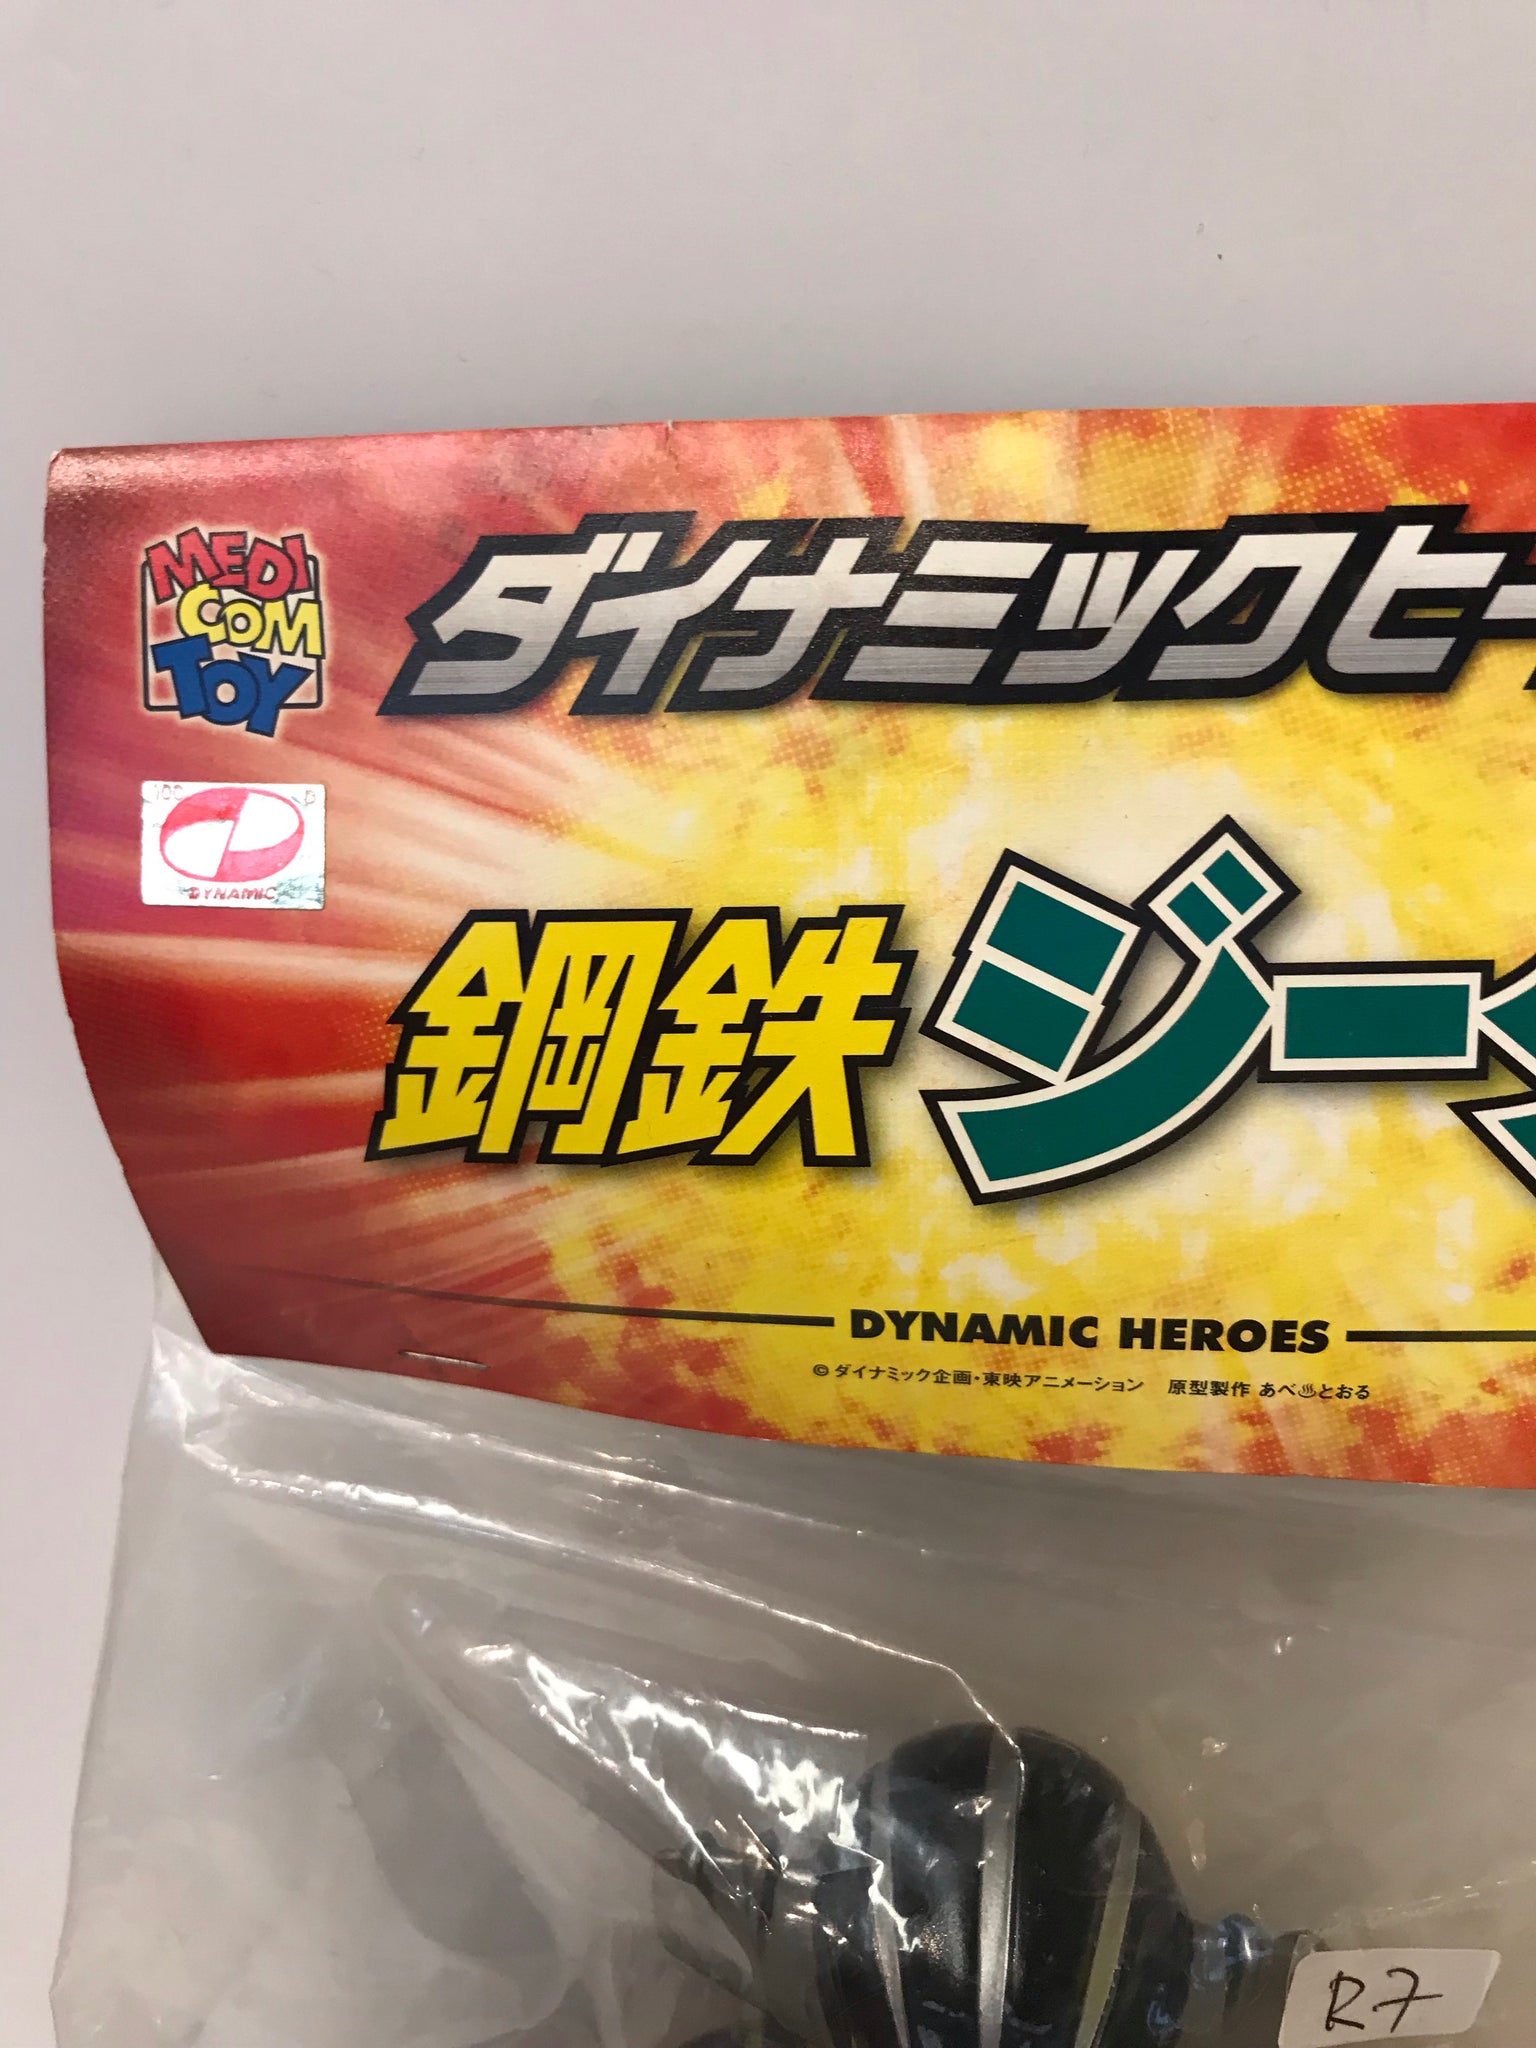 MEDI
COM
TOY
ダイナミックヒー
100 B
DYNAMIC
鋼鉄ジー
DYNAMIC HEROES
© ダイナミック企画・東映アニメーション 原型製作 あべ♨とおる
R7